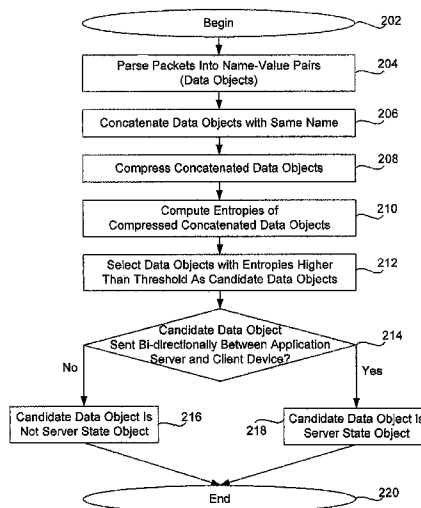 Begin
202
Parse Packets Into Name-Value Pairs
(Data Objects)
204
Concatenate Data Objects with Same Name
206
Compress Concatenated Data Objects
208
Compute Entropies of
Compressed Concatenated Data Objects
210
Select Data Objects with Entropies Higher
Than Threshold As Candidate Data Objects
212
Candidate Data Object
Sent Bi-directionally Between Application
Server and Client Device?
214
No
Yes
Candidate Data Object Is
Not Server State Object
216
218
Candidate Data Object Is
Server State Object
End
220